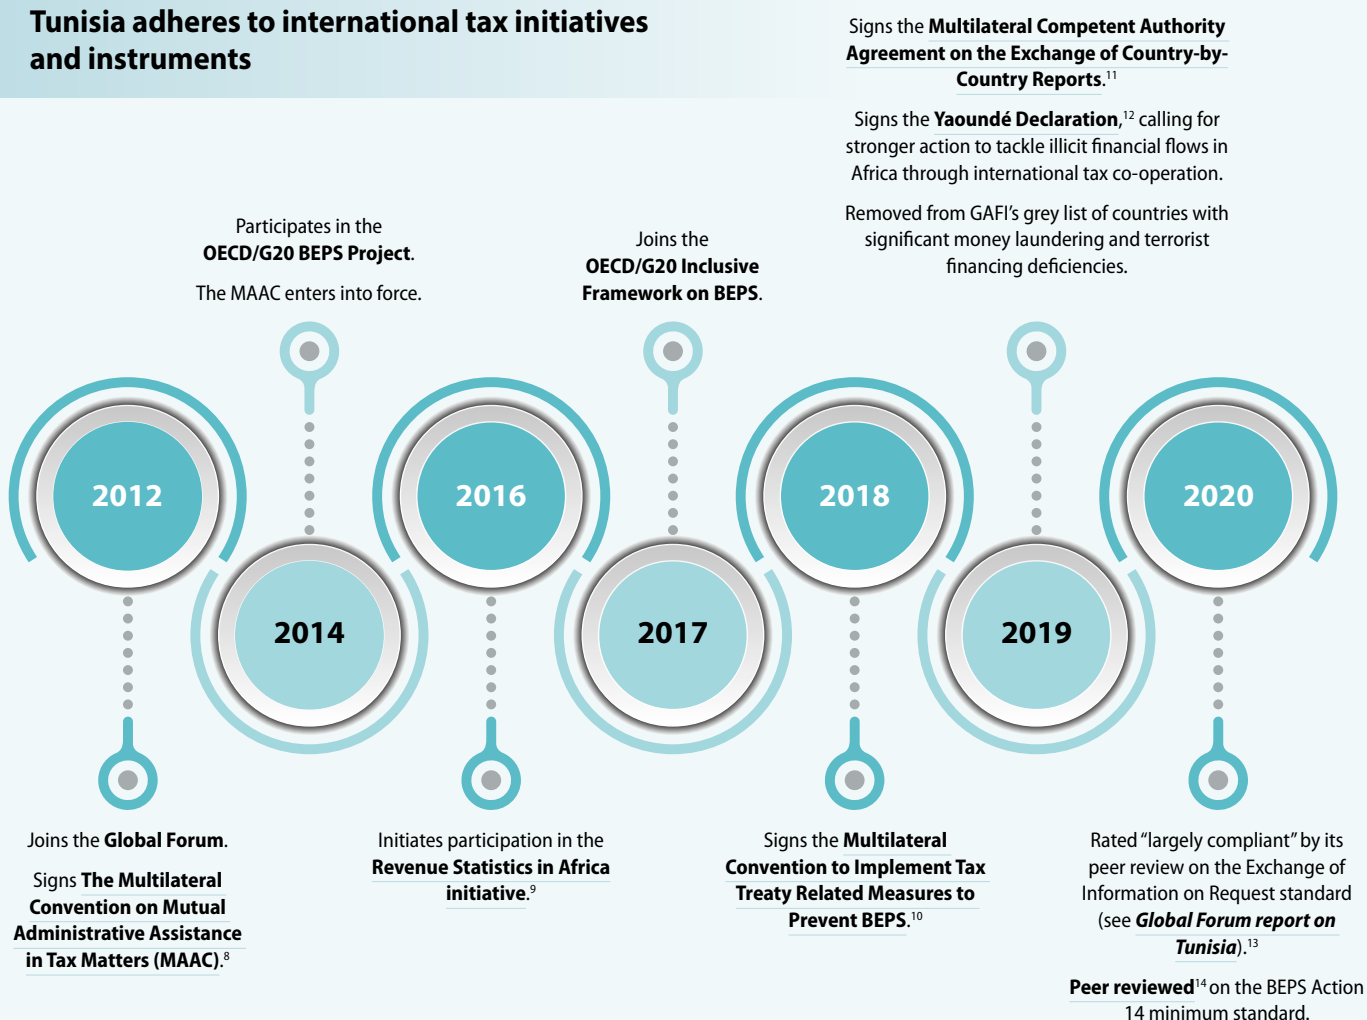 Tunisia adheres to international tax initiatives
and instruments
Signs the Multilateral Competent Authority
Agreement on the Exchange of Country-by-
Country Reports.11
Signs the Yaoundé Declaration,12 calling for
stronger action to tackle illicit financial flows in
Africa through international tax co-operation.
Removed from GAFI’s grey list of countries with
significant money laundering and terrorist
financing deficiencies.
Participates in the
OECD/G20 BEPS Project.
The MAAC enters into force.
Joins the
OECD/G20 Inclusive
Framework on BEPS.
2012
2016
2018
2020
2014
2017
2019
Joins the Global Forum.
Signs The Multilateral
Convention on Mutual
Administrative Assistance
in Tax Matters (MAAC).8
Initiates participation in the
Revenue Statistics in Africa
initiative.9
Signs the Multilateral
Convention to Implement Tax
Treaty Related Measures to
Prevent BEPS.10
Rated “largely compliant” by its
peer review on the Exchange of
Information on Request standard
(see Global Forum report on
Tunisia).13
Peer reviewed14 on the BEPS Action
14 minimum standard.